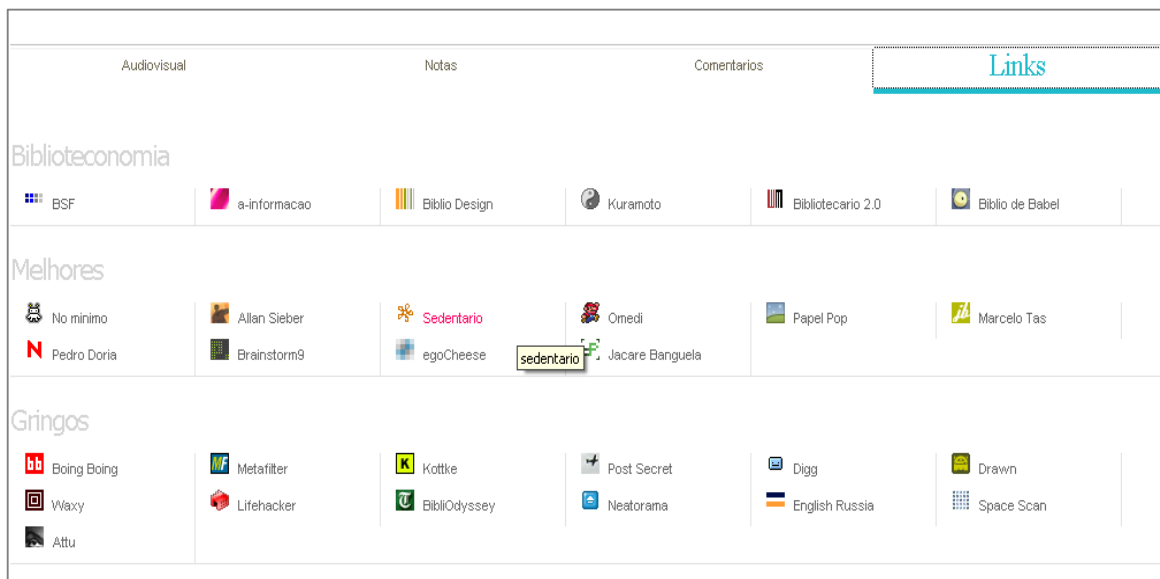 Audiovisual Notas Comentarios Links
Biblioteconomia
BSF a-informacao Biblio Design Kuramoto Bibliotecario 2.0 Biblio de Babel
Melhores
No minimo Allan Sieber Sedentario Omedi Papel Pop Marcelo Tas
Pedro Doria Brainstorm9 egoCheese sedentario Jacare Banguela
Gringos
Boing Boing Metafilter Kottke Post Secret Digg Drawn
Waxy Lifehacker BibliOdyssey Neatorama English Russia Space Scan
Attu